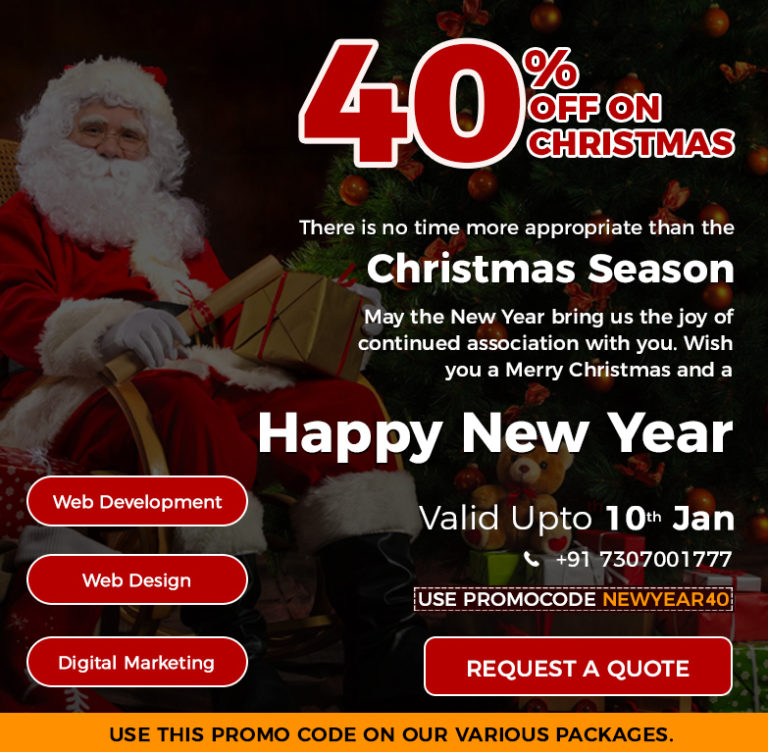 40%
OFF ON
CHRISTMAS
There is no time more appropriate than the
Christmas Season
May the New Year bring us the joy of
continued association with you. Wish
you a Merry Christmas and a
Happy New Year
Web Development
Web Design
Digital Marketing
Valid Upto 10th Jan
+91 7307001777
USE PROMOCODE NEWYEAR40
REQUEST A QUOTE
USE THIS PROMO CODE ON OUR VARIOUS PACKAGES.